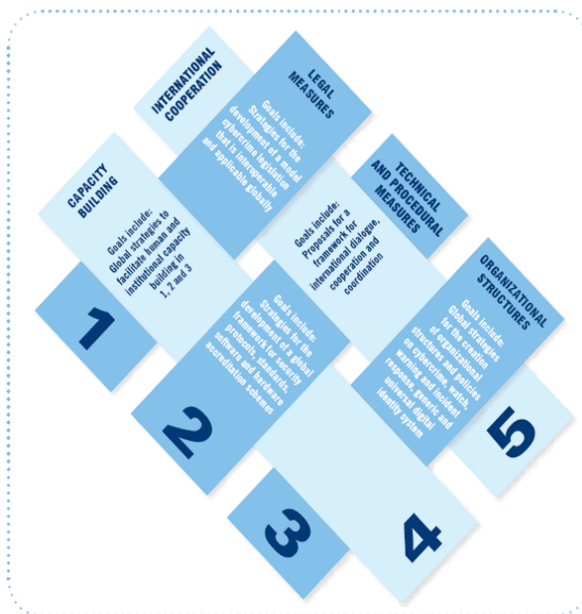 INTERNATIONAL
COOPERATION
LEGAL
MEASURES
Goals include:
Strategies for the
development of a model
cybercrime legislation
that is interoperable
and applicable globally
CAPACITY
BUILDING
Goals include:
Global strategies to
facilitate human and
institutional capacity
building in
1, 2 and 3
TECHNICAL
AND PROCEDURAL
MEASURES
Goals include:
Proposals for a
framework for
international dialogue,
cooperation and
coordination
ORGANIZATIONAL
STRUCTURES
Goals include:
Global strategies
for the creation
of organizational
structures and policies
on cybercrime, watch,
warning and incident
response, generic and
universal digital
identity system
Goals include:
Strategies for the
development of a global
framework for security
protocols, standards,
software and hardware
accreditation schemes
1
2
3
4
5